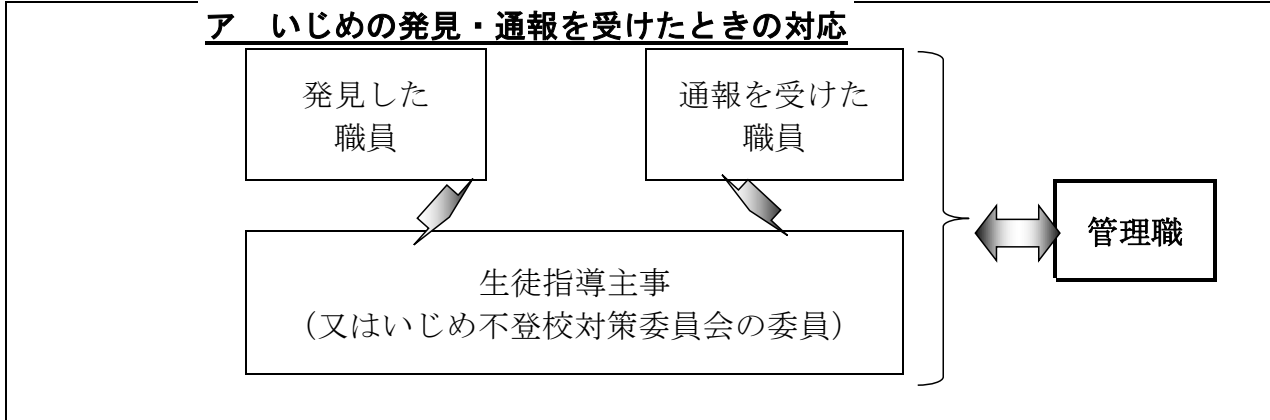 ア　いじめの発見・通報を受けたときの対応
発見した
職員
通報を受けた
職員
管理職
生徒指導主事
（又はいじめ不登校対策委員会の委員）